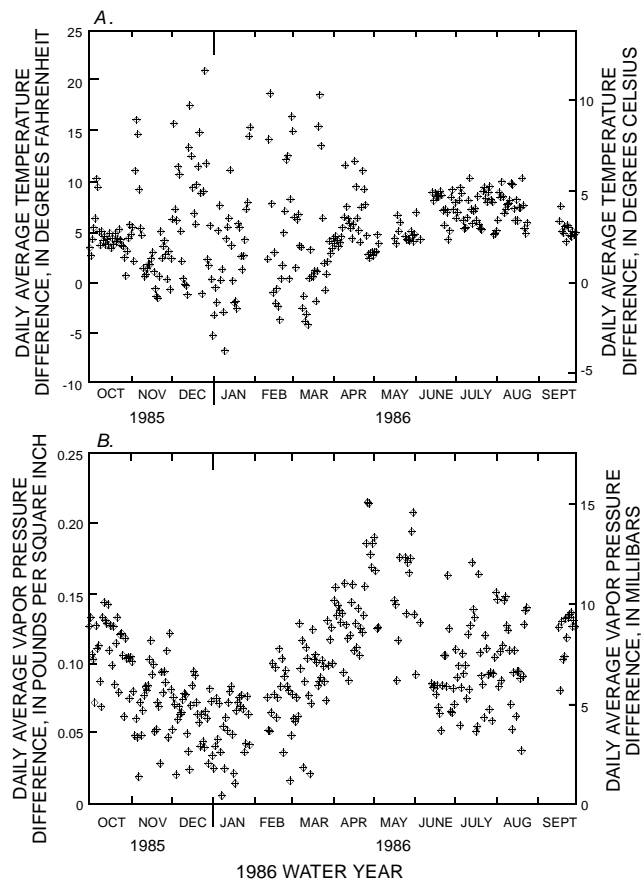 A.
25
20
15
10
5
0
-5
-10
DAILY AVERAGE TEMPERATURE
DIFFERENCE, IN DEGREES FAHRENHEIT
10
5
0
-5
DAILY AVERAGE TEMPERATURE
DIFFERENCE, IN DEGREES CELSIUS
OCT NOV DEC JAN FEB MAR APR MAY JUNE JULY AUG SEPT
1985 1986
B.
0.25
0.20
0.15
0.10
0.05
0
DAILY AVERAGE VAPOR PRESSURE
DIFFERENCE, IN POUNDS PER SQUARE INCH
15
10
5
0
DAILY AVERAGE VAPOR PRESSURE
DIFFERENCE, IN MILLIBARS
OCT NOV DEC JAN FEB MAR APR MAY JUNE JULY AUG SEPT
1985 1986
1986 WATER YEAR